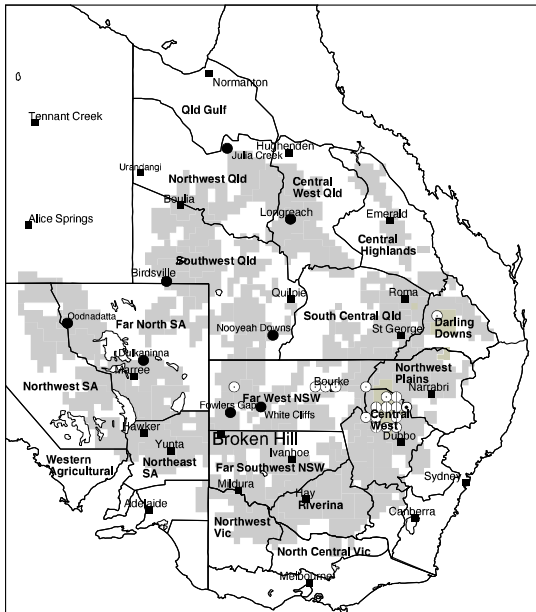 Normanton
Qld Gulf
Tennant Creek
Hughenden
Julia Creek
Urandangi
Northwest Qld
Central
West Qld
Boulia
Longreach
Emerald
Alice Springs
Central
Highlands
Southwest Qld
Birdsville
Quilpie
Roma
Oodnadatta
Far North SA
South Central Qld
Nooyeah Downs
St George
Darling
Downs
Dulkaninna
Marree
Northwest
Plains
Northwest SA
Bourke
Far West NSW
Narrabri
Fowlers Gap
White Cliffs
Central
West
Hawker
Broken Hill
Dubbo
Yunta
Ivanhoe
Western
Agricultural
Northeast
SA
Far Southwest NSW
Sydney
Mildura
Hay
Riverina
Adelaide
Canberra
Northwest
Vic
North Central Vic
Melbourne